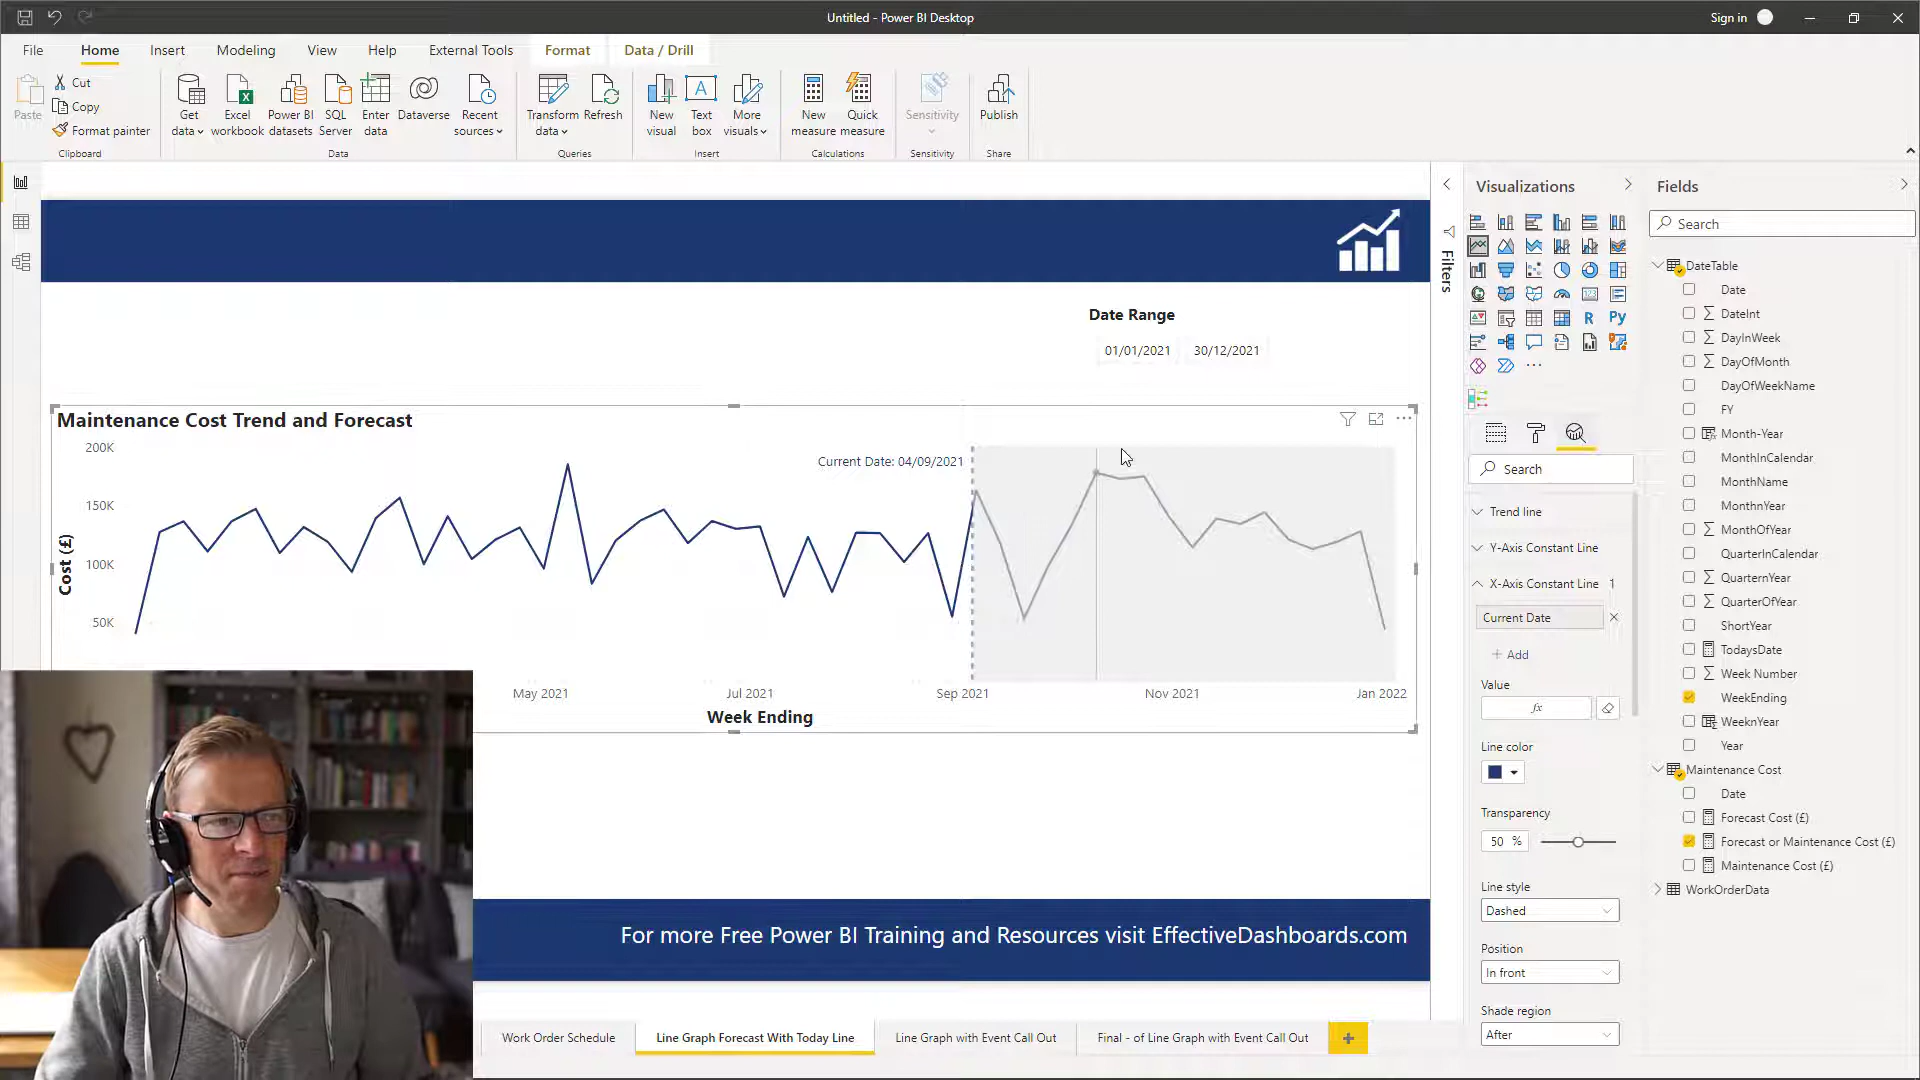 Untitled - Power BI Desktop
Sign in
File
Home
Insert
Modeling
View
Help
External Tools
Format
Data / Drill
Paste
Cut
Copy
Format painter
Clipboard
Get data
Excel workbook
Power BI datasets
SQL Server
Enter data
Dataverse
Recent sources
Data
Transform data
Refresh
Queries
New visual
Text box
More visuals
Insert
New measure
Quick measure
Calculations
Sensitivity
Sensitivity
Publish
Share
Date Range
01/01/2021 30/12/2021
Maintenance Cost Trend and Forecast
Current Date: 04/09/2021
200K
150K
100K
50K
Cost (£)
May 2021
Jul 2021
Sep 2021
Nov 2021
Jan 2022
Week Ending
For more Free Power BI Training and Resources visit EffectiveDashboards.com
Work Order Schedule
Line Graph Forecast With Today Line
Line Graph with Event Call Out
Final - of Line Graph with Event Call Out
+
Filters
Visualizations
R
Py
123
Search
Trend line
Y-Axis Constant Line
X-Axis Constant Line 1
Current Date
+ Add
Value
fx
Line color
Transparency
50 %
Line style
Dashed
Position
In front
Shade region
After
Fields
Search
DateTable
Date
DateInt
DayInWeek
DayOfMonth
DayOfWeekName
FY
Month-Year
MonthInCalendar
MonthName
MonthnYear
MonthOfYear
QuarterInCalendar
QuarternYear
QuarterOfYear
ShortYear
TodaysDate
Week Number
WeekEnding
WeeknYear
Year
Maintenance Cost
Date
Forecast Cost (£)
Forecast or Maintenance Cost (£)
Maintenance Cost (£)
WorkOrderData